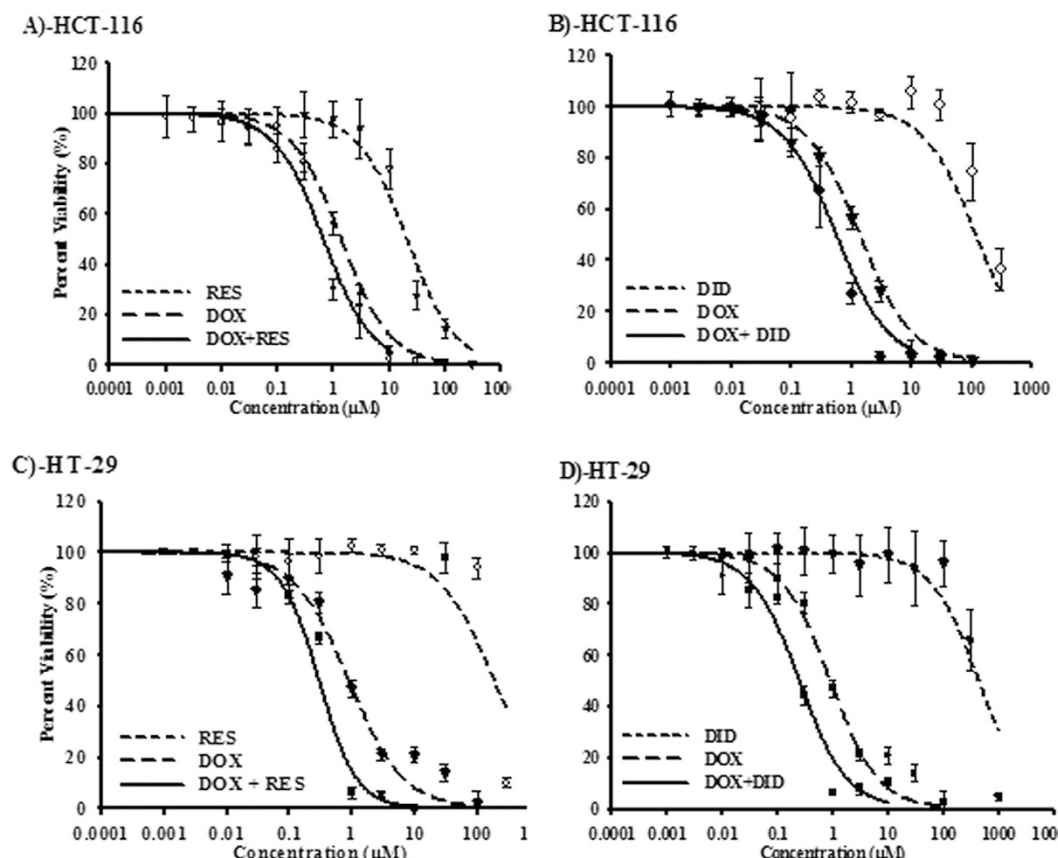 A)-HCT-116
120
100
80
60
40
20
0
Percent Viability (%)
RES
DOX
DOX+RES
0.0001 0.001 0.01 0.1 1 10 100 100
Concentration (µM)
B)-HCT-116
120
100
80
60
40
20
0
DID
DOX
DOX+ DID
0.0001 0.001 0.01 0.1 1 10 100 1000
Concentration (µM)
C)-HT-29
120
100
80
60
40
20
0
Percent Viability (%)
RES
DOX
DOX + RES
0.0001 0.001 0.01 0.1 1 10 100 1
Concentration (µM)
D)-HT-29
120
100
80
60
40
20
0
DID
DOX
DOX+DID
0.0001 0.001 0.01 0.1 1 10 100 1000 100
Concentration (µM)